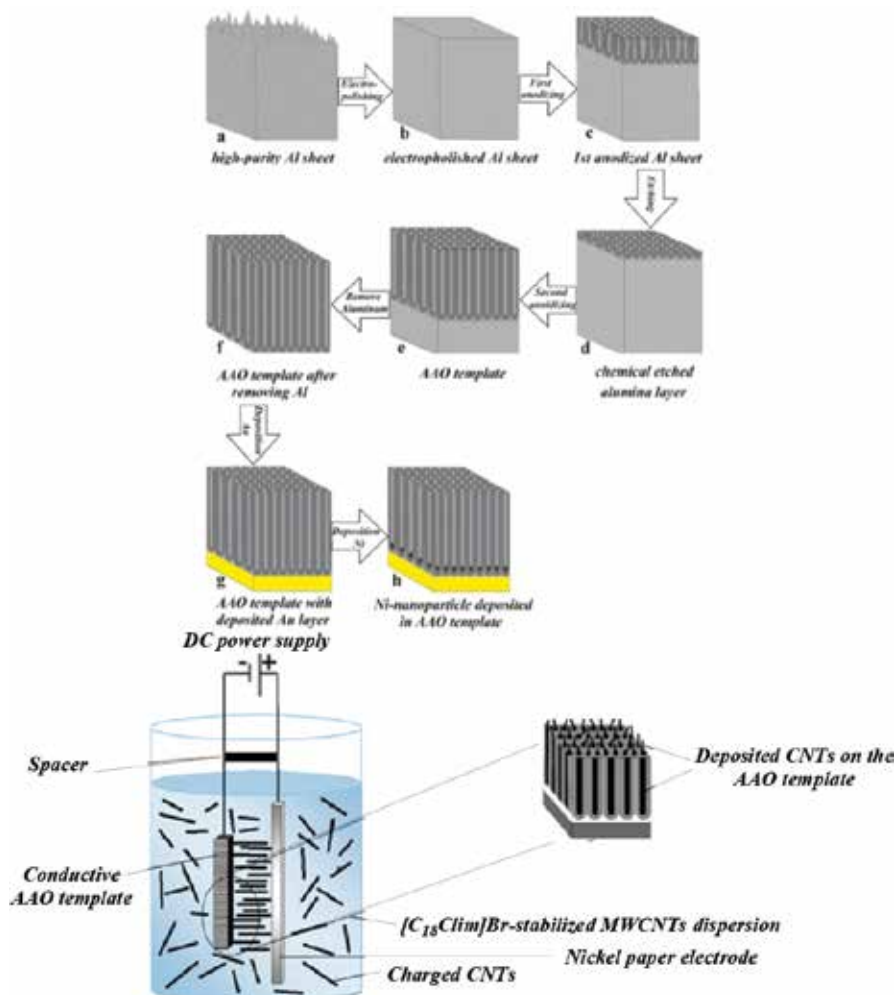 Electro-
polishing
First
anodizing
a
b
c
high-purity Al sheet
electropholished Al sheet
1st anodized Al sheet
Etching
Remove
Aluminum
Second
anodizing
f
e
d
AAO template after
removing Al
AAO template
chemical etched
alumina layer
Deposition
Au
Deposition
Ni
g
h
AAO template with
deposited Au layer
Ni-nanoparticle deposited
in AAO template
DC power supply
- +
Spacer
Deposited CNTs on the
AAO template
Conductive
AAO template
[C18Clim]Br-stabilized MWCNTs dispersion
Nickel paper electrode
Charged CNTs